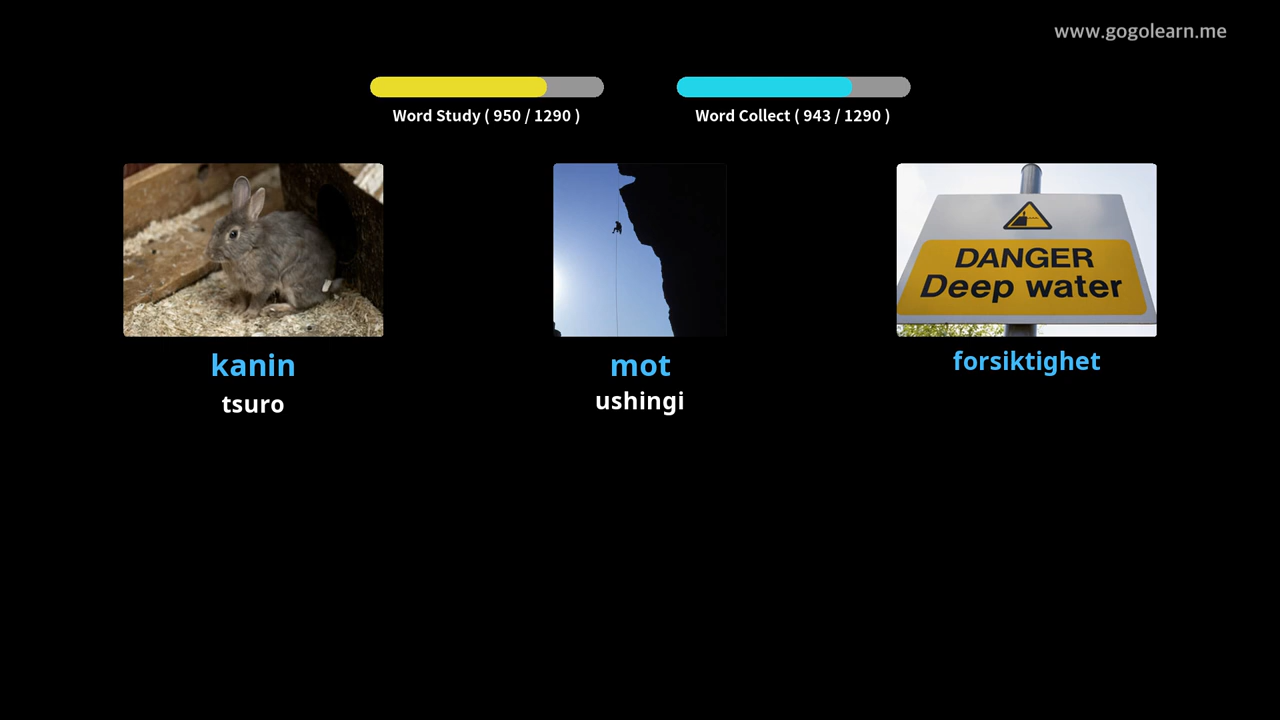 www.gogolearn.me
Word Study ( 950 / 1290 )
Word Collect ( 943 / 1290 )
DANGER
Deep water
kanin
tsuro
mot
ushingi
forsiktighet